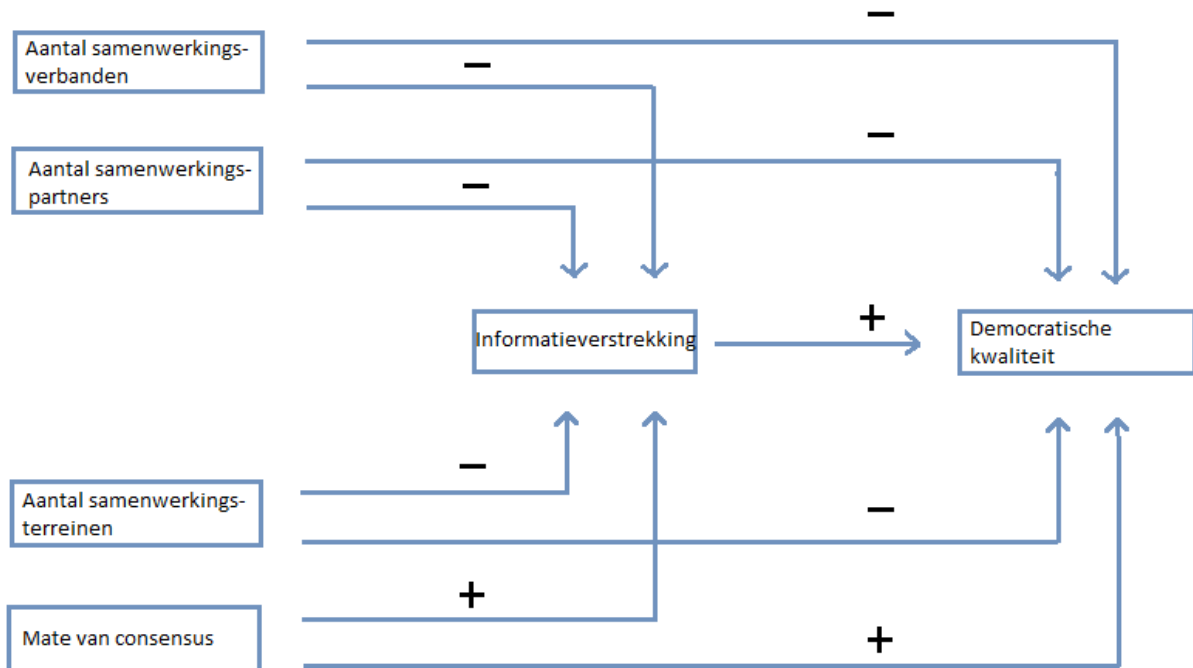 Aantal samenwerkings-
verbanden
−
−
Aantal samenwerkings-
partners
−
−
Informatieverstrekking
+
Democratische
kwaliteit
Aantal samenwerkings-
terreinen
−
−
Mate van consensus
+
+